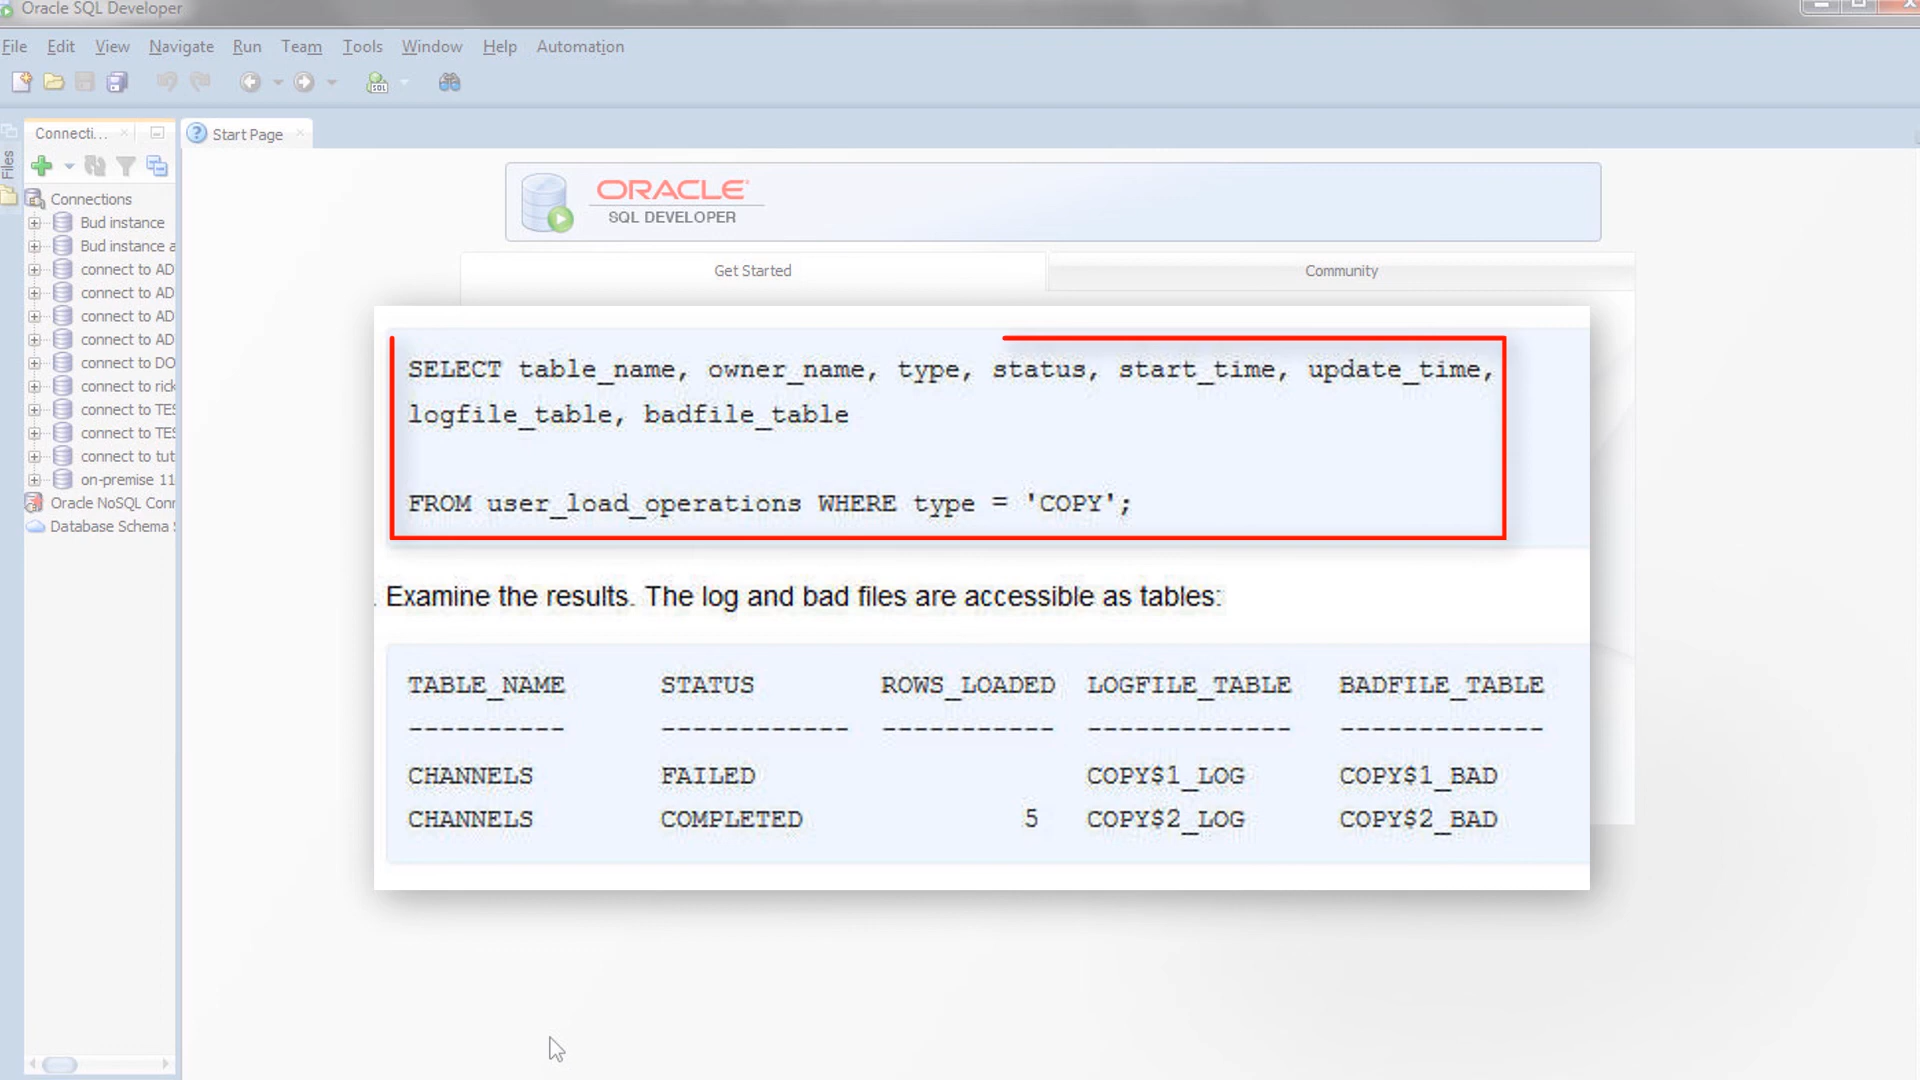 Oracle SQL Developer
File Edit View Navigate Run Team Tools Window Help Automation
SQL
Files
Connecti...
Start Page
Connections
Bud instance
Bud instance a
connect to AD
connect to AD
connect to AD
connect to AD
connect to DO
connect to rick
connect to TES
connect to TES
connect to tut
on-premise 11
Oracle NoSQL Conn
Database Schema S
ORACLE
SQL DEVELOPER
Get Started Community
SELECT table_name, owner_name, type, status, start_time, update_time,
logfile_table, badfile_table
FROM user_load_operations WHERE type = 'COPY';
. Examine the results. The log and bad files are accessible as tables:
TABLE_NAME STATUS ROWS_LOADED LOGFILE_TABLE BADFILE_TABLE
---------- ------------ ----------- ------------- -------------
CHANNELS FAILED COPY$1_LOG COPY$1_BAD
CHANNELS COMPLETED 5 COPY$2_LOG COPY$2_BAD